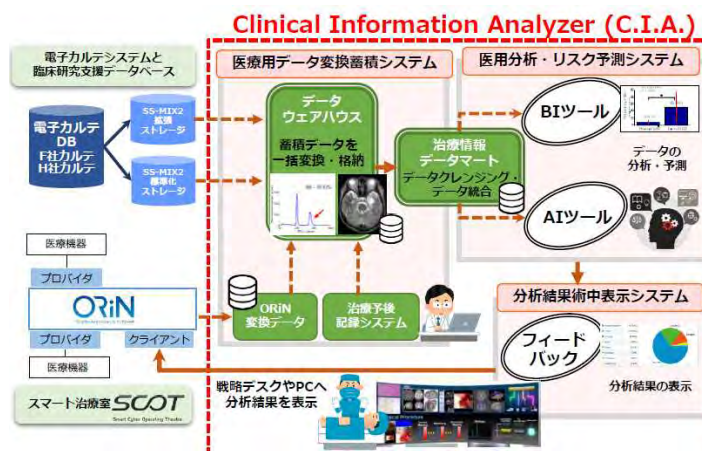 Clinical Information Analyzer (C.I.A.)
電子カルテシステムと
臨床研究支援データベース
電子カルテ
DB
F社カルテ
H社カルテ
SS-MIX2
拡張
ストレージ
SS-MIX2
標準化
ストレージ
医療機器
プロバイダ
ORiN
プロバイダ
クライアント
医療機器
スマート治療室SCOT
Smart Cyber Operating Theater
医療用データ変換蓄積システム
データ
ウェアハウス
蓄積データを
一括変換・格納
治療情報
データマート
データクレンジング・
データ統合
ORiN
変換データ
治療予後
記録システム
医用分析・リスク予測システム
BIツール
データの
分析・予測
AIツール
分析結果術中表示システム
フィード
バック
分析結果の表示
戦略デスクやPCへ
分析結果を表示